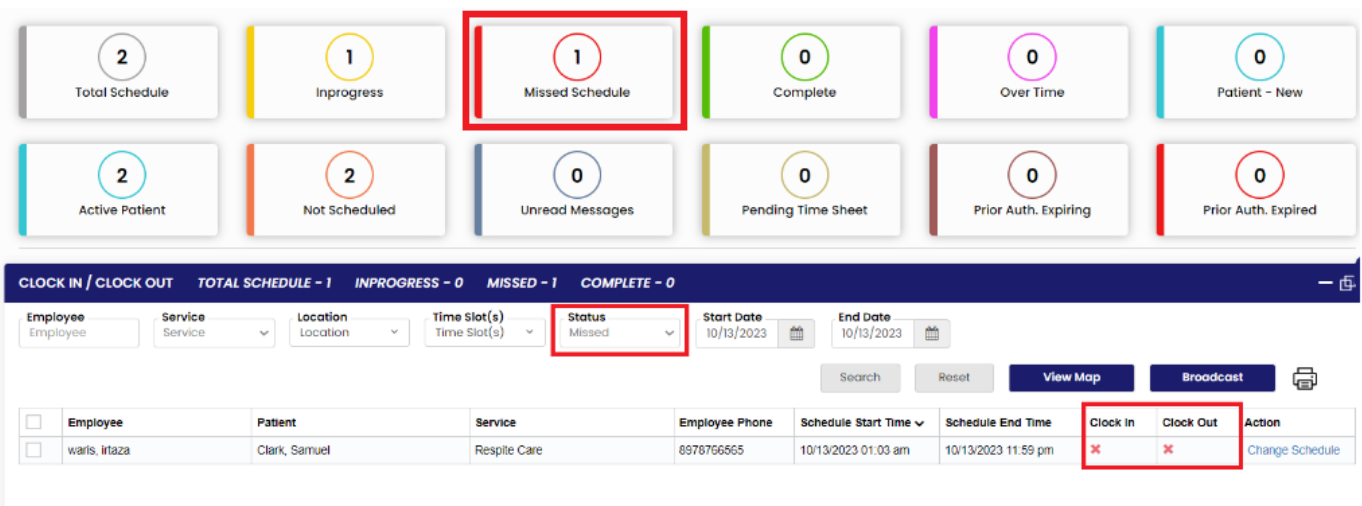 2 1 1 0 0 0
Total Schedule Inprogress Missed Schedule Complete Over Time Patient - New
2 2 0 0 0 0
Active Patient Not Scheduled Unread Messages Pending Time Sheet Prior Auth. Expiring Prior Auth. Expired
CLOCK IN / CLOCK OUT TOTAL SCHEDULE - 1 INPROGRESS - 0 MISSED - 1 COMPLETE - 0
Employee Service Location Time Slot(s) Status Start Date End Date
Employee Service Location Time Slot(s) Missed 10/13/2023 10/13/2023
Search Reset View Map Broadcast
Employee Patient Service Employee Phone Schedule Start Time Schedule End Time Clock In Clock Out Action
waris, irtaza Clark, Samuel Respite Care 8978766565 10/13/2023 01:03 am 10/13/2023 11:59 pm Change Schedule